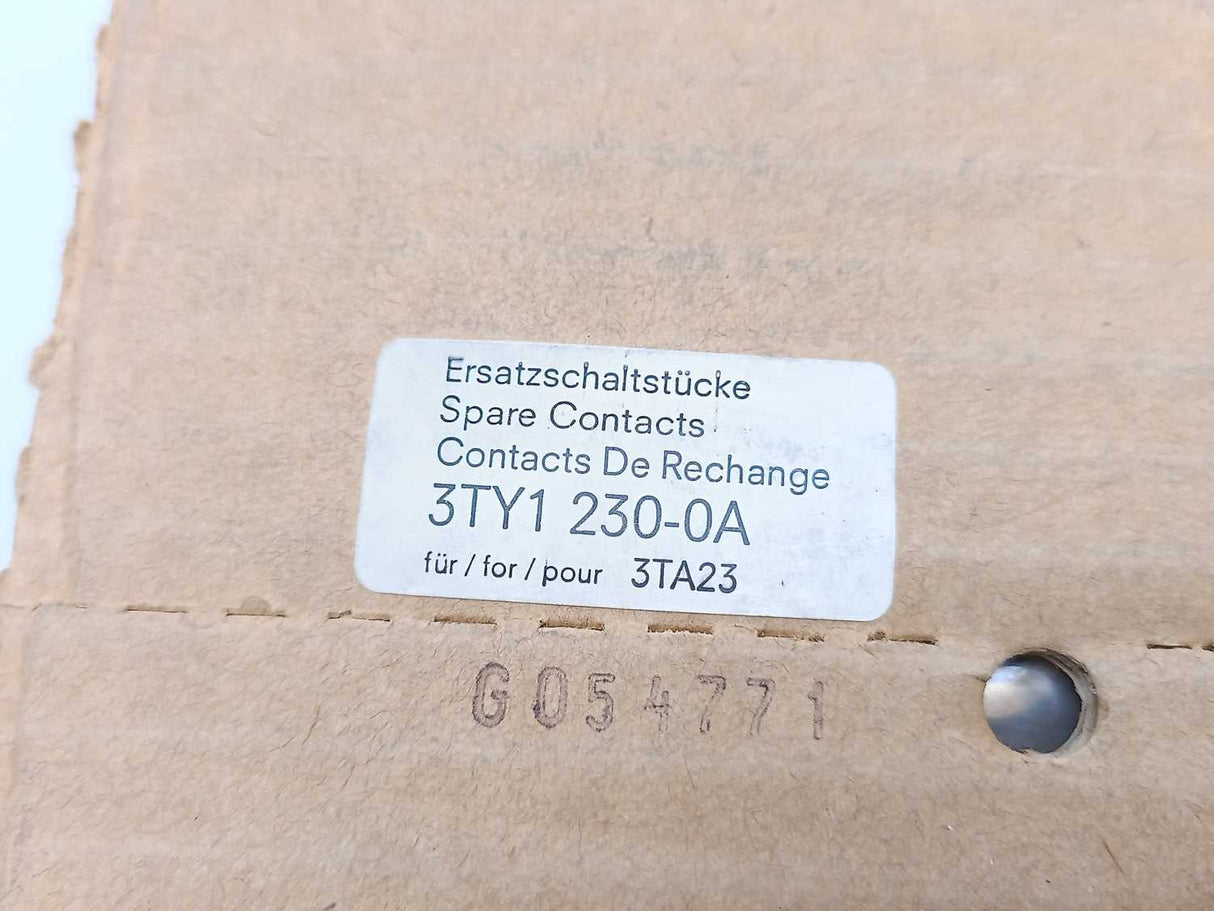 Ersatzschaltstücke
Spare Contacts
Contacts De Rechange
3TY1 230-0A
für / for / pour 3TA23
G054771